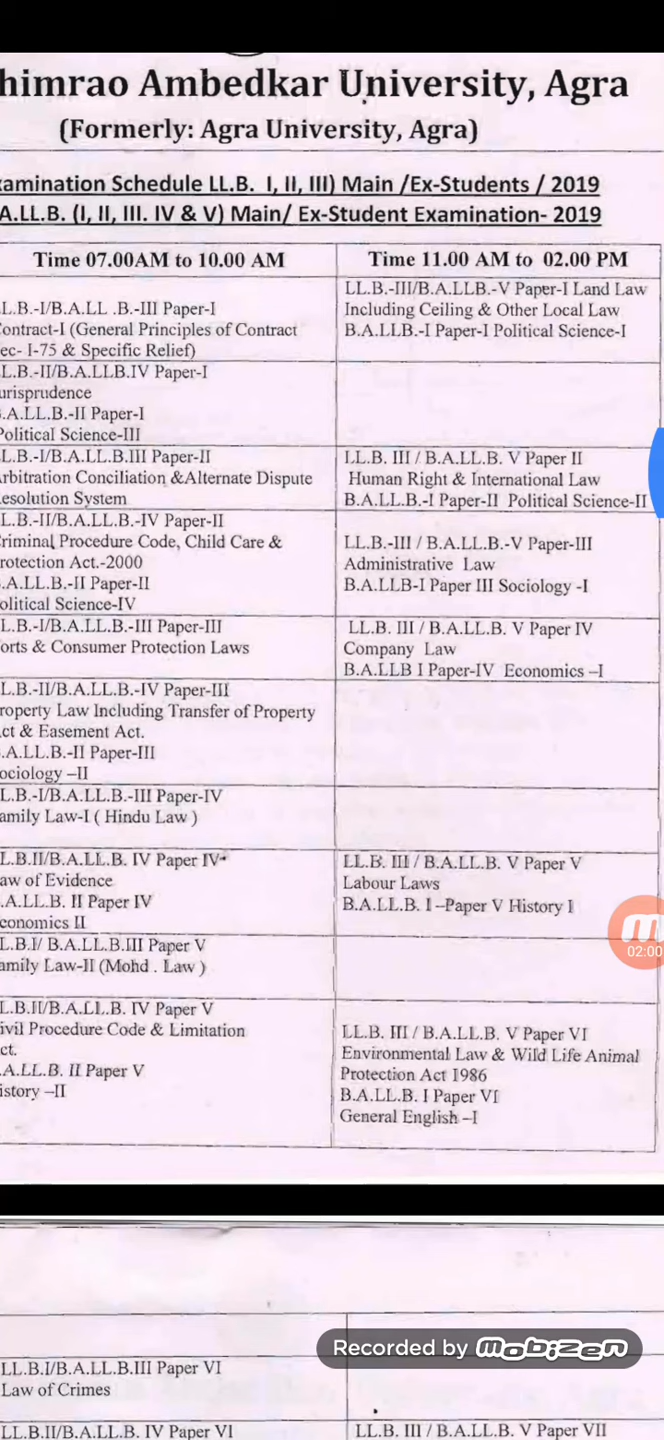 himrao Ambedkar University, Agra
(Formerly: Agra University, Agra)
amination Schedule LL.B. I, II, III) Main /Ex-Students / 2019
A.LL.B. (I, II, III. IV & V) Main/ Ex-Student Examination- 2019
Time 07.00AM to 10.00 AM
Time 11.00 AM to 02.00 PM
L.B.-I/B.A.LL .B.-III Paper-I
ontract-I (General Principles of Contract
ec- I-75 & Specific Relief)
LL.B.-III/B.A.LLB.-V Paper-I Land Law
Including Ceiling & Other Local Law
B.A.LLB.-I Paper-I Political Science-I
L.B.-II/B.A.LLB.IV Paper-I
urisprudence
.A.LL.B.-II Paper-I
Political Science-III
L.B.-I/B.A.LL.B.III Paper-II
rbitration Conciliation &Alternate Dispute
esolution System
LL.B. III / B.A.LL.B. V Paper II
Human Right & International Law
B.A.LL.B.-I Paper-II Political Science-II
L.B.-II/B.A.LL.B.-IV Paper-II
riminal Procedure Code, Child Care &
rotection Act.-2000
.A.LL.B.-II Paper-II
olitical Science-IV
LL.B.-III / B.A.LL.B.-V Paper-III
Administrative Law
B.A.LLB-I Paper III Sociology -I
L.B.-I/B.A.LL.B.-III Paper-III
orts & Consumer Protection Laws
LL.B. III / B.A.LL.B. V Paper IV
Company Law
B.A.LLB I Paper-IV Economics –I
L.B.-II/B.A.LL.B.-IV Paper-III
roperty Law Including Transfer of Property
ct & Easement Act.
.A.LL.B.-II Paper-III
ociology –II
L.B.-I/B.A.LL.B.-III Paper-IV
amily Law-I ( Hindu Law )
L.B.II/B.A.LL.B. IV Paper IV
aw of Evidence
.A.LL.B. II Paper IV
conomics II
LL.B. III / B.A.LL.B. V Paper V
Labour Laws
B.A.LL.B. I –Paper V History I
L.B.I/ B.A.LL.B.III Paper V
amily Law-II (Mohd . Law )
L.B.II/B.A.LL.B. IV Paper V
ivil Procedure Code & Limitation
ct.
.A.LL.B. II Paper V
istory –II
LL.B. III / B.A.LL.B. V Paper VI
Environmental Law & Wild Life Animal
Protection Act 1986
B.A.LL.B. I Paper VI
General English –I
02:00
Recorded by Mobizen
LL.B.I/B.A.LL.B.III Paper VI
Law of Crimes
LL.B.II/B.A.LL.B. IV Paper VI
LL.B. III / B.A.LL.B. V Paper VII